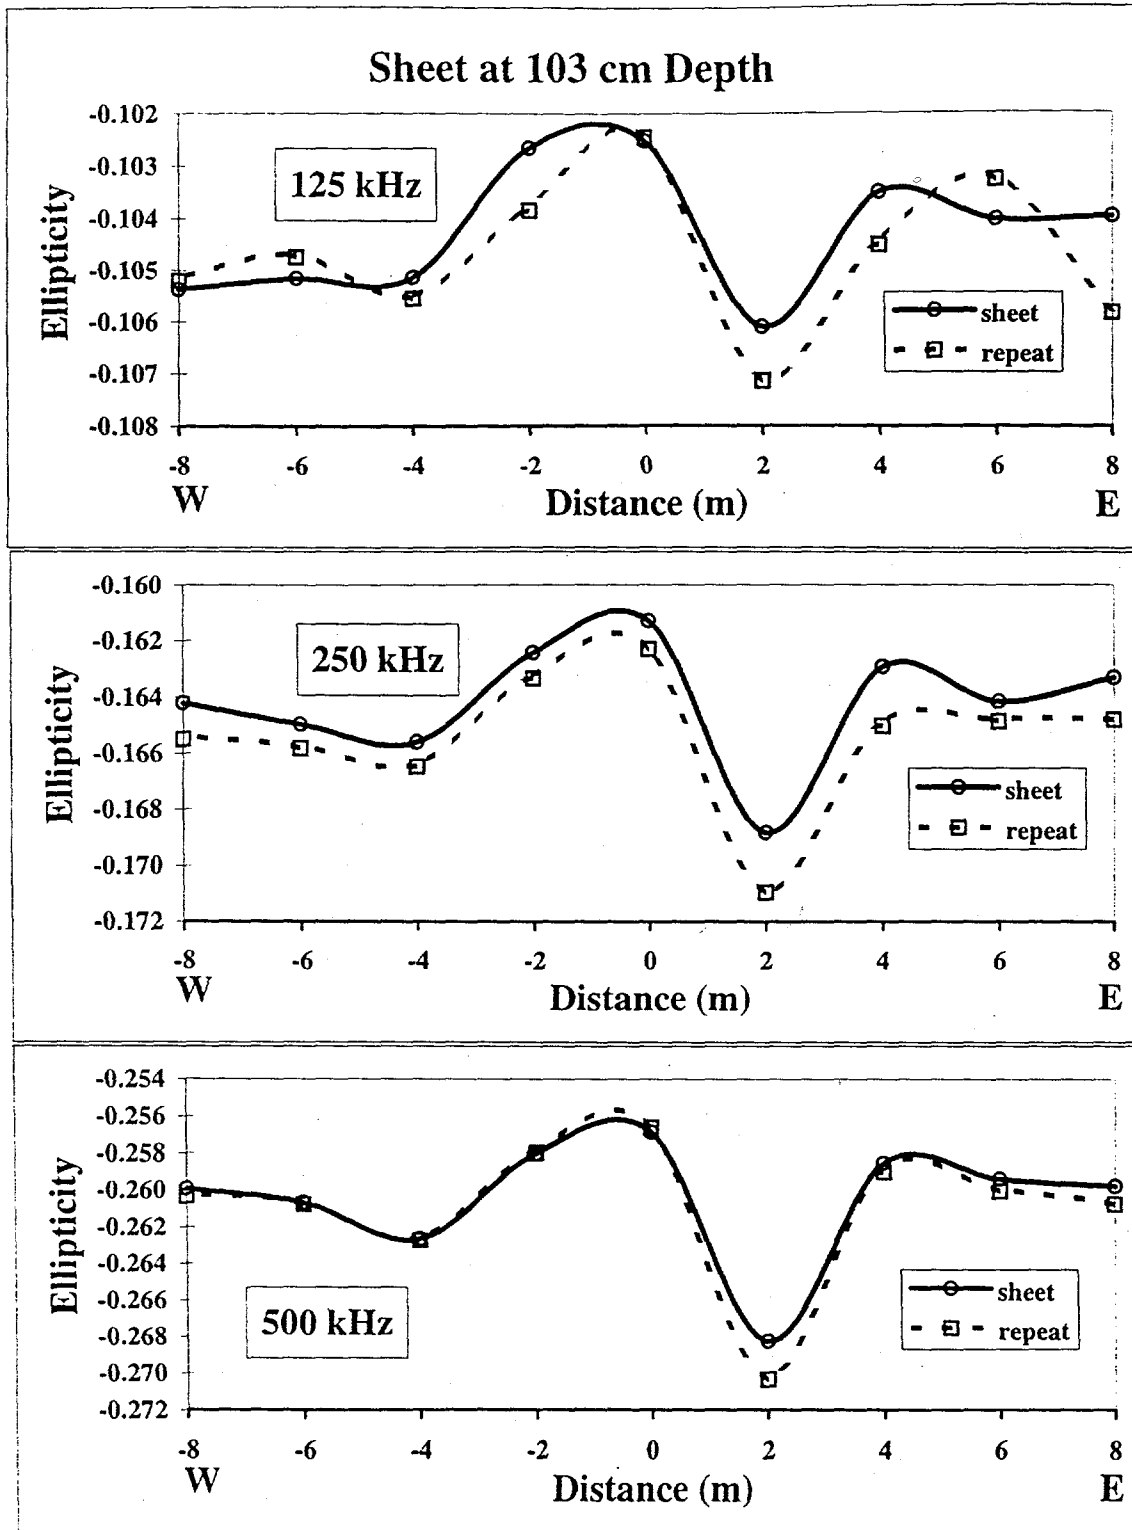 Sheet at 103 cm Depth
-0.102
-0.103
-0.104
-0.105
-0.106
-0.107
-0.108
Ellipticity
125 kHz
sheet
repeat
-8 -6 -4 -2 0 2 4 6 8
W Distance (m) E
-0.160
-0.162
-0.164
-0.166
-0.168
-0.170
-0.172
Ellipticity
250 kHz
sheet
repeat
-8 -6 -4 -2 0 2 4 6 8
W Distance (m) E
-0.254
-0.256
-0.258
-0.260
-0.262
-0.264
-0.266
-0.268
-0.270
-0.272
Ellipticity
500 kHz
sheet
repeat
-8 -6 -4 -2 0 2 4 6 8
W Distance (m) E